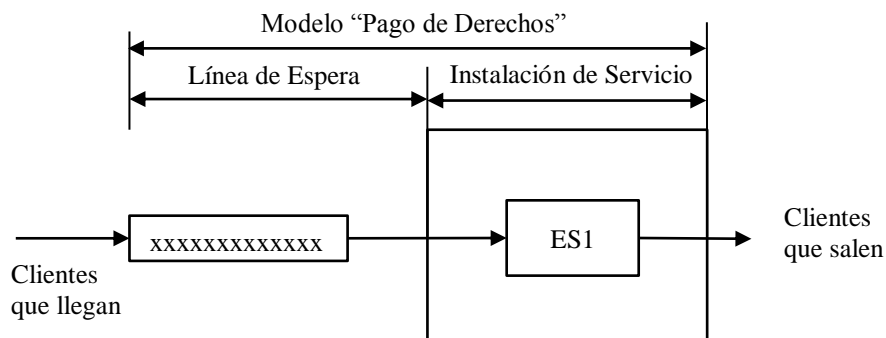 Modelo “Pago de Derechos”
Línea de Espera
Instalación de Servicio
xxxxxxxxxxxxx
ES1
Clientes
que salen
Clientes
que llegan